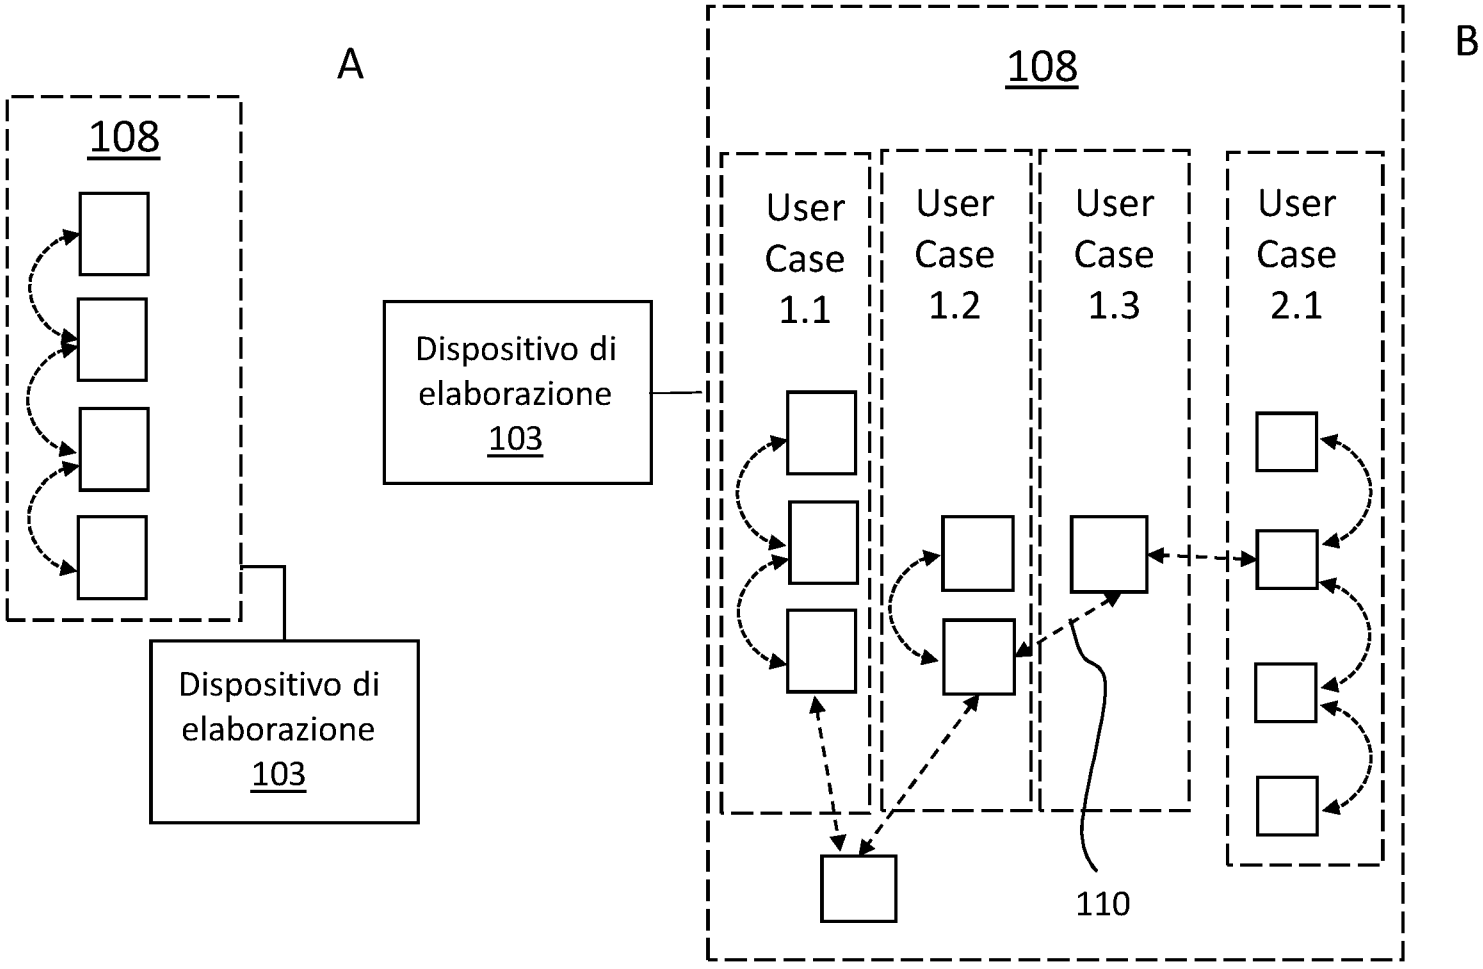 A
108
Dispositivo di
elaborazione
103
B
108
Dispositivo di
elaborazione
103
User
Case
1.1
User
Case
1.2
User
Case
1.3
User
Case
2.1
110